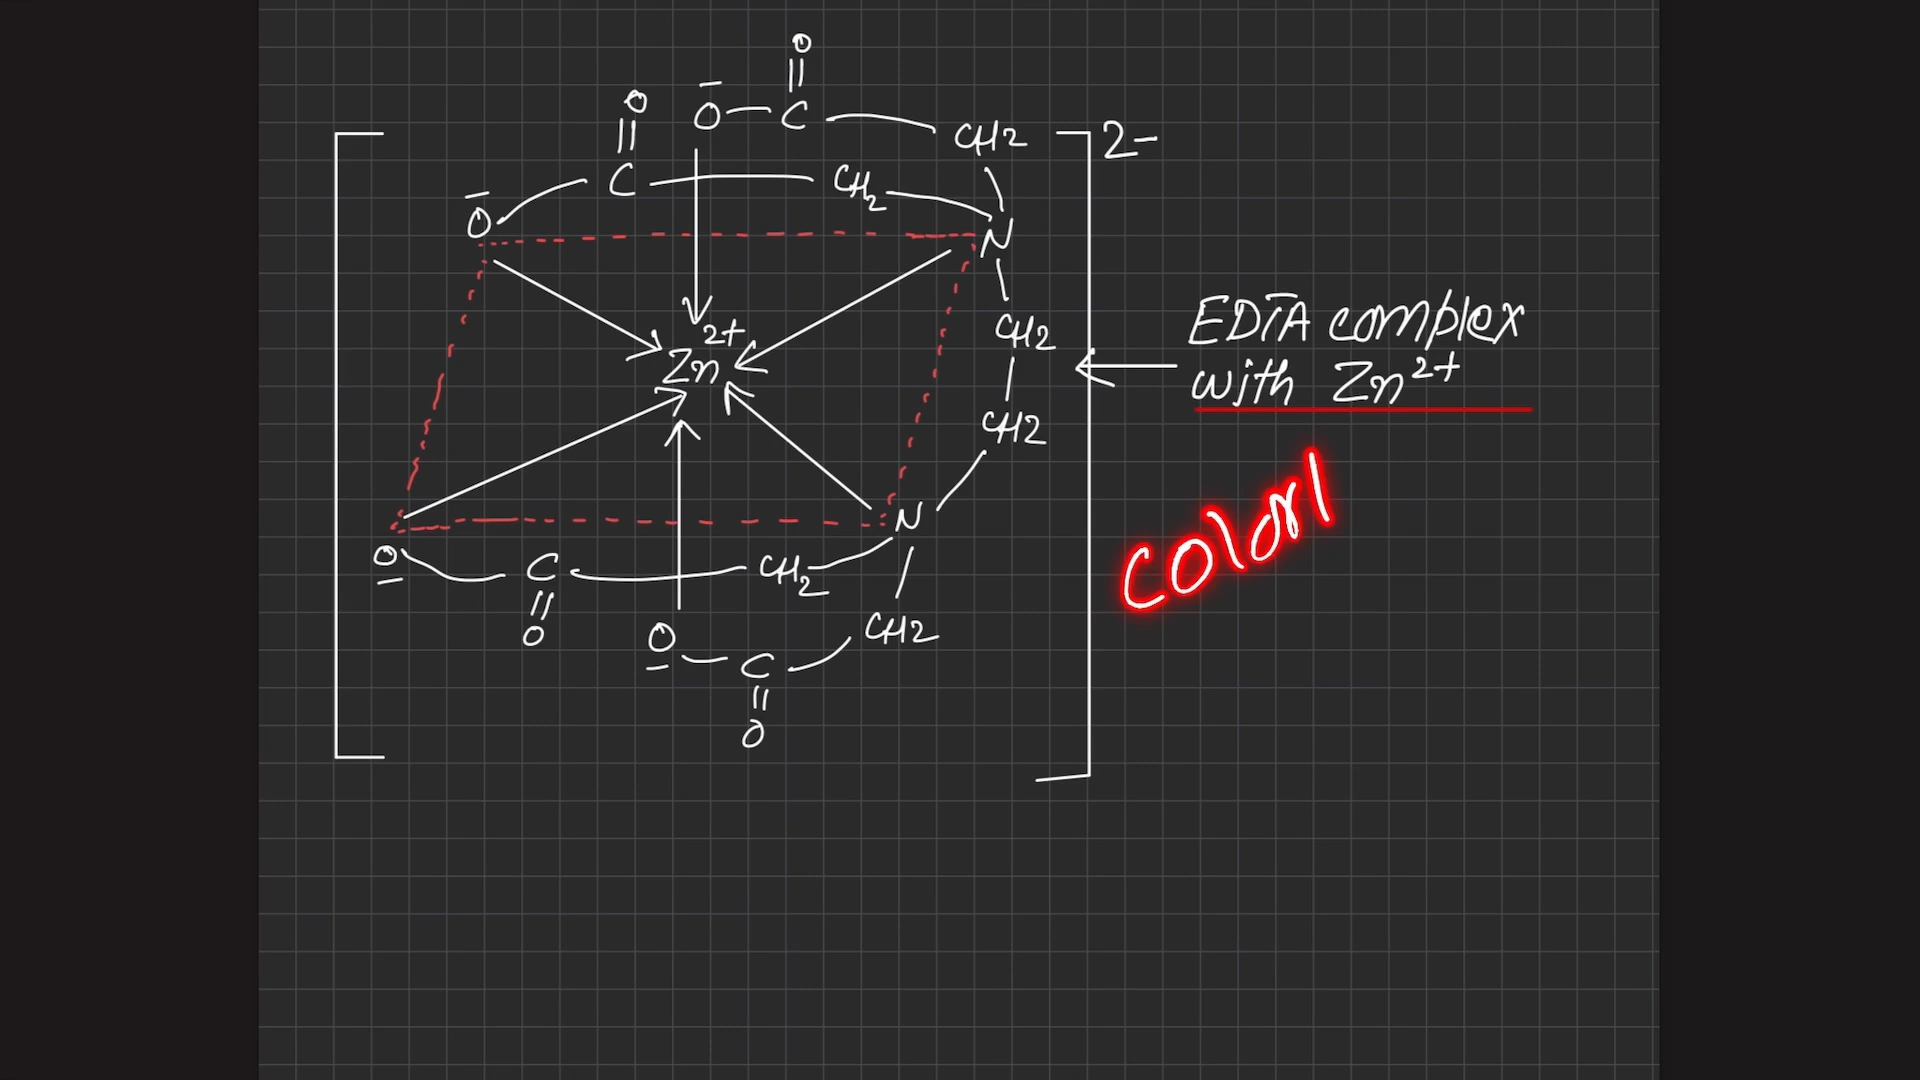 O
O
||
||
O̅ — C
CH2
2-
C
CH₂
O̅
N
2+
Zn
CH2
EDTA complex
with Zn²⁺
CH2
Colorl
N
O
-
C
CH₂
||
O
O
-
C
CH2
||
O